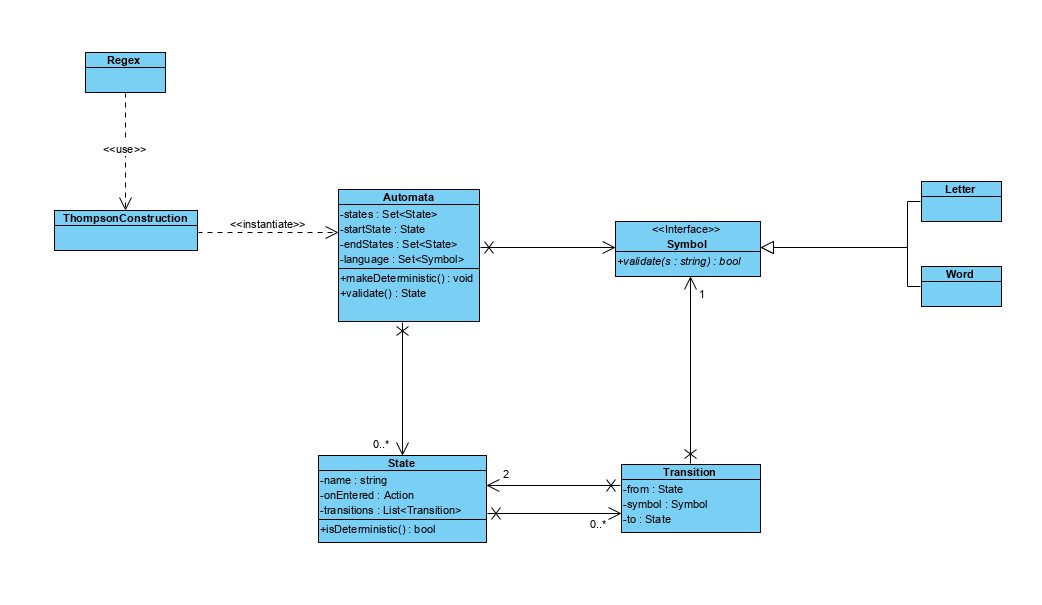 Regex
<<use>>
ThompsonConstruction
<<instantiate>>
Automata
-states : Set<State>
-startState : State
-endStates : Set<State>
-language : Set<Symbol>
+makeDeterministic() : void
+validate() : State
<<Interface>>
Symbol
+validate(s : string) : bool
Letter
Word
1
0..*
State
-name : string
-onEntered : Action
-transitions : List<Transition>
+isDeterministic() : bool
2
0..*
Transition
-from : State
-symbol : Symbol
-to : State